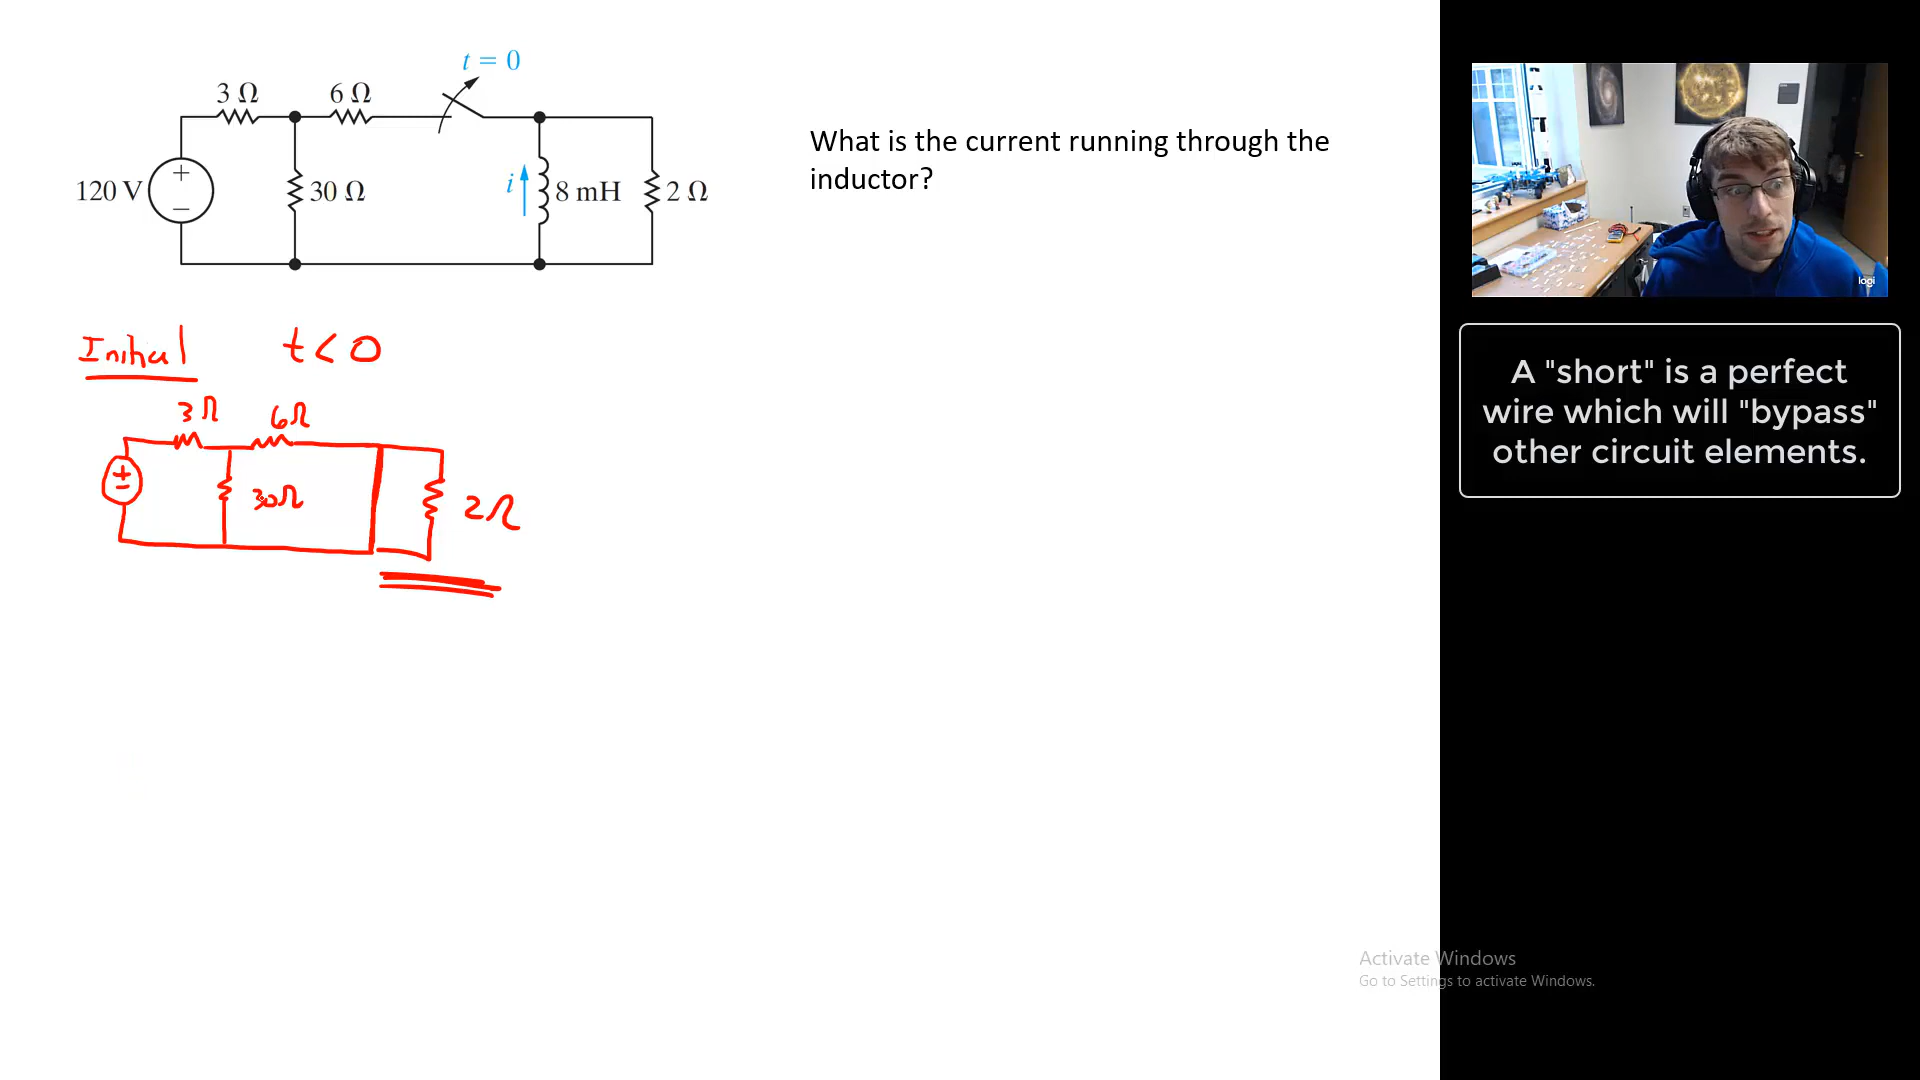 t = 0
3 Ω
6 Ω
120 V
+
−
30 Ω
i
8 mH
2 Ω
What is the current running through the
inductor?
Initial t < 0
3Ω
6Ω
+
−
30Ω
2Ω
logi
A "short" is a perfect
wire which will "bypass"
other circuit elements.
Activate Windows
Go to Settings to activate Windows.